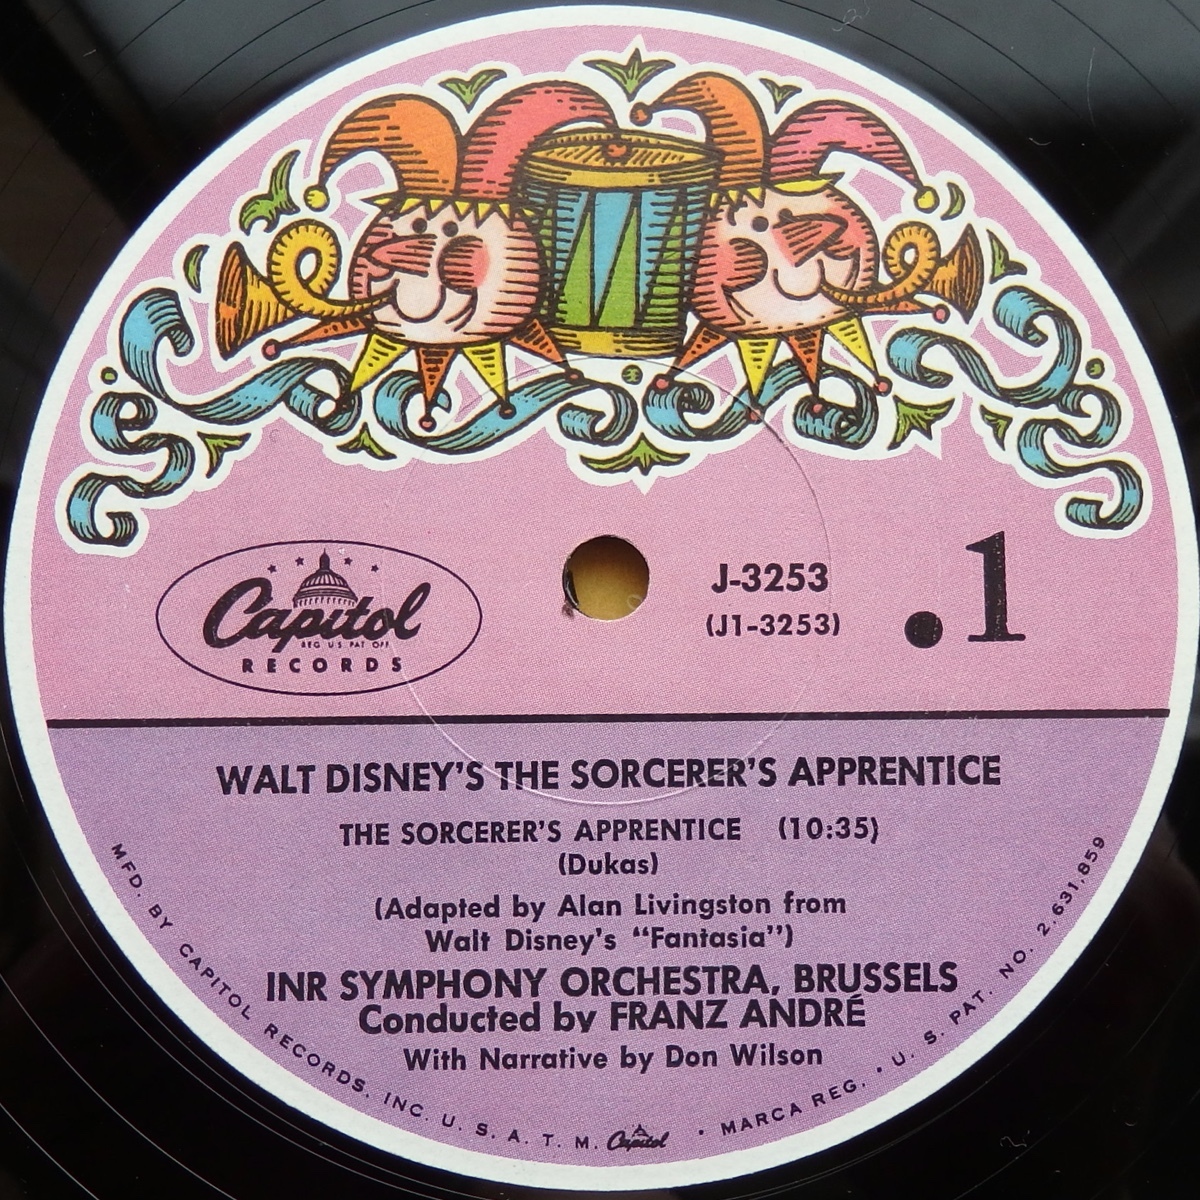 Capitol
REG. U.S. PAT. OFF.
RECORDS
J-3253
(J1-3253)
.1
WALT DISNEY'S THE SORCERER'S APPRENTICE
THE SORCERER'S APPRENTICE (10:35)
(Dukas)
(Adapted by Alan Livingston from
Walt Disney's “Fantasia”)
INR SYMPHONY ORCHESTRA, BRUSSELS
Conducted by FRANZ ANDRÉ
With Narrative by Don Wilson
MFD. BY CAPITOL RECORDS, INC. U. S. A. T. M. Capitol • MARCA REG. • U. S. PAT. NO. 2,631,859